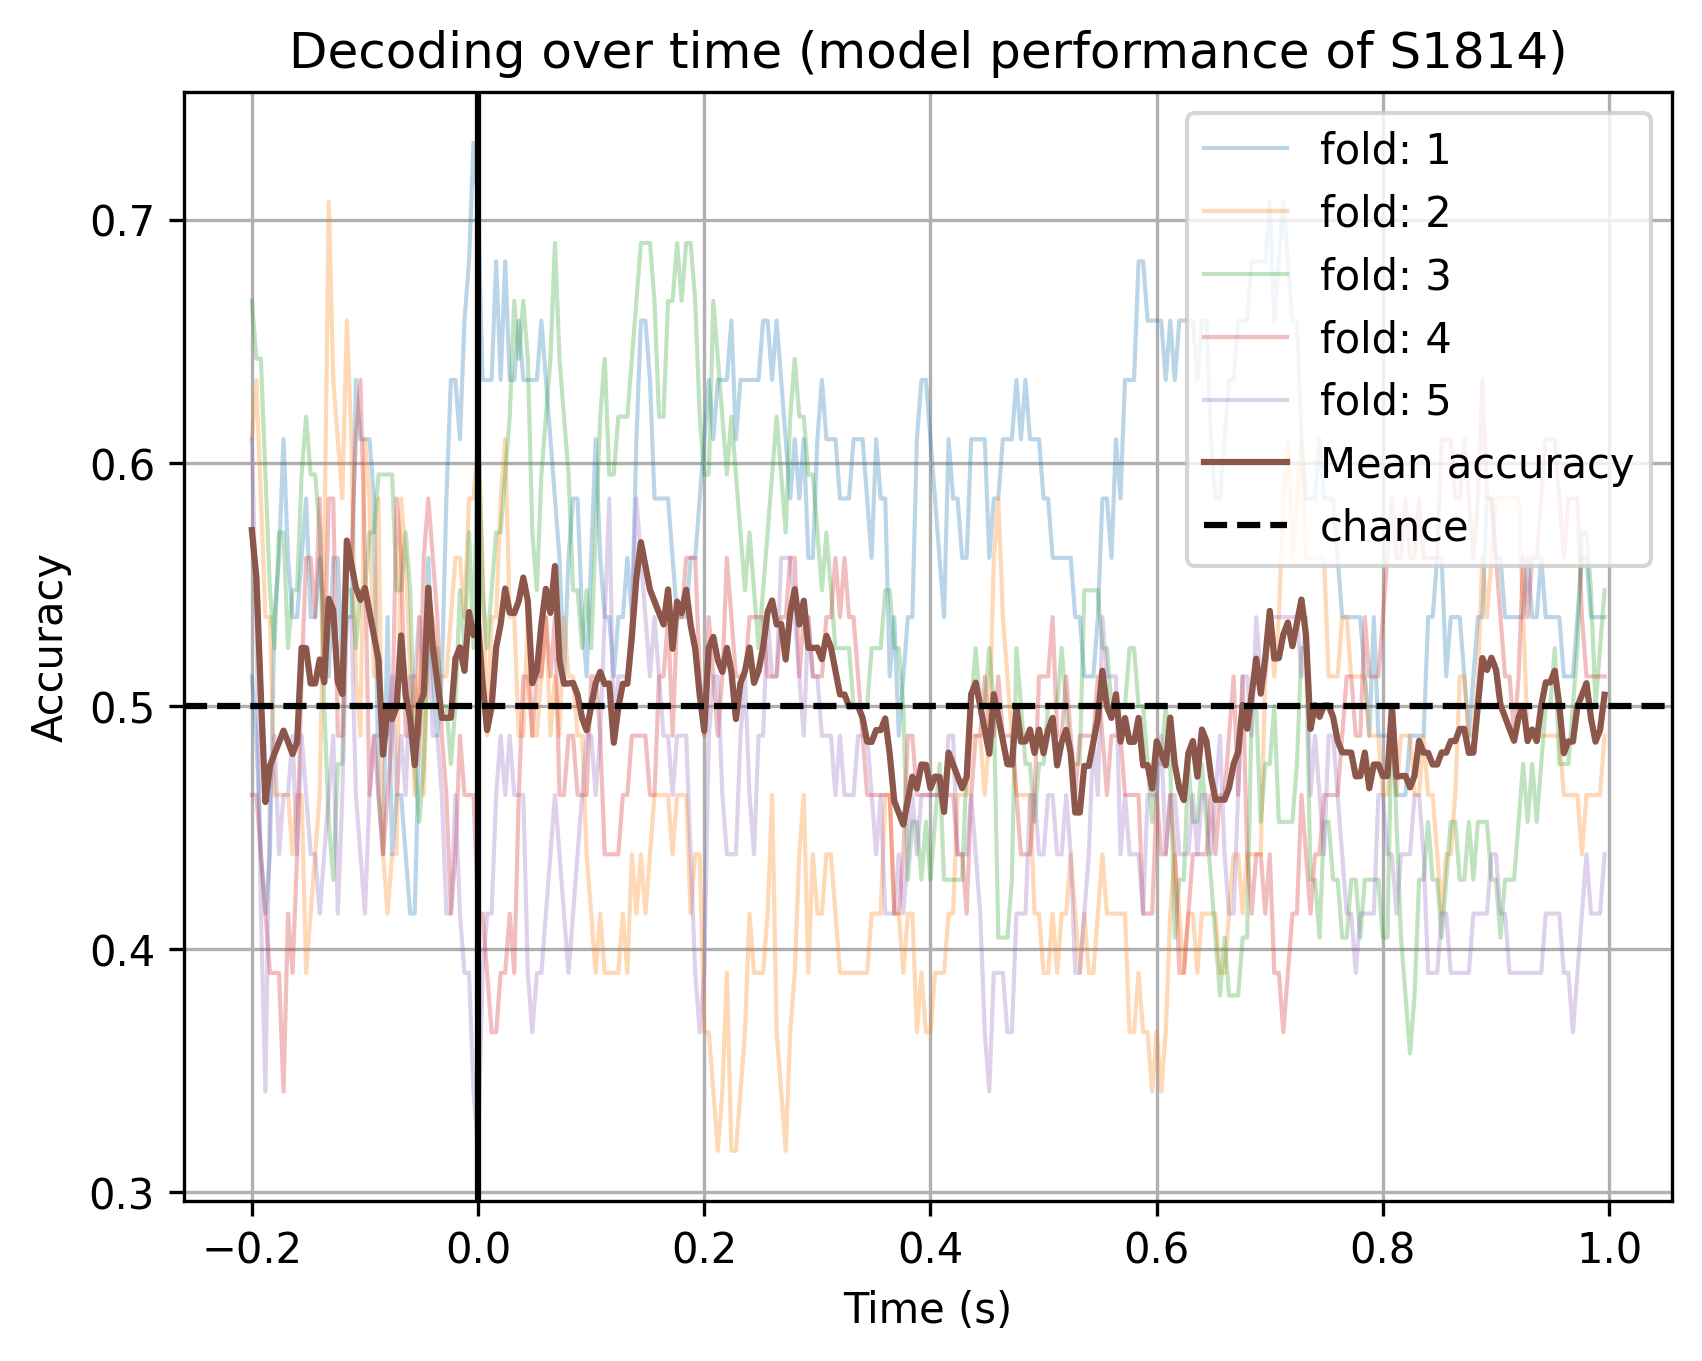 Decoding over time (model performance of S1814)
fold: 1
fold: 2
fold: 3
fold: 4
fold: 5
Mean accuracy
chance
Accuracy
0.7
0.6
0.5
0.4
0.3
−0.2
0.0
0.2
0.4
0.6
0.8
1.0
Time (s)